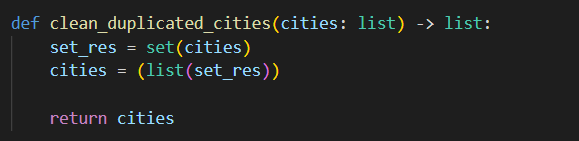 def clean_duplicated_cities(cities: list) -> list:
    set_res = set(cities)
    cities = (list(set_res))

    return cities